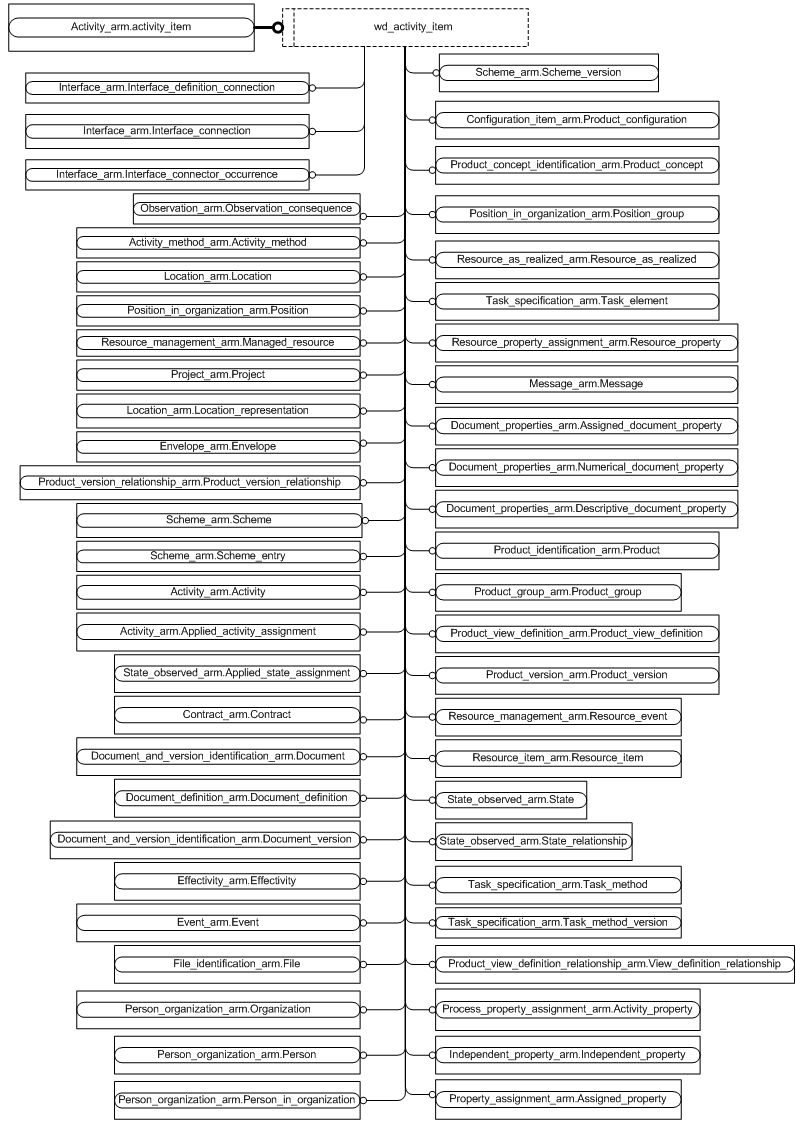 Activity_arm.activity_item
wd_activity_item
Interface_arm.Interface_definition_connection
Interface_arm.Interface_connection
Interface_arm.Interface_connector_occurrence
Observation_arm.Observation_consequence
Activity_method_arm.Activity_method
Location_arm.Location
Position_in_organization_arm.Position
Resource_management_arm.Managed_resource
Project_arm.Project
Location_arm.Location_representation
Envelope_arm.Envelope
Product_version_relationship_arm.Product_version_relationship
Scheme_arm.Scheme
Scheme_arm.Scheme_entry
Activity_arm.Activity
Activity_arm.Applied_activity_assignment
State_observed_arm.Applied_state_assignment
Contract_arm.Contract
Document_and_version_identification_arm.Document
Document_definition_arm.Document_definition
Document_and_version_identification_arm.Document_version
Effectivity_arm.Effectivity
Event_arm.Event
File_identification_arm.File
Person_organization_arm.Organization
Person_organization_arm.Person
Person_organization_arm.Person_in_organization
Scheme_arm.Scheme_version
Configuration_item_arm.Product_configuration
Product_concept_identification_arm.Product_concept
Position_in_organization_arm.Position_group
Resource_as_realized_arm.Resource_as_realized
Task_specification_arm.Task_element
Resource_property_assignment_arm.Resource_property
Message_arm.Message
Document_properties_arm.Assigned_document_property
Document_properties_arm.Numerical_document_property
Document_properties_arm.Descriptive_document_property
Product_identification_arm.Product
Product_group_arm.Product_group
Product_view_definition_arm.Product_view_definition
Product_version_arm.Product_version
Resource_management_arm.Resource_event
Resource_item_arm.Resource_item
State_observed_arm.State
State_observed_arm.State_relationship
Task_specification_arm.Task_method
Task_specification_arm.Task_method_version
Product_view_definition_relationship_arm.View_definition_relationship
Process_property_assignment_arm.Activity_property
Independent_property_arm.Independent_property
Property_assignment_arm.Assigned_property